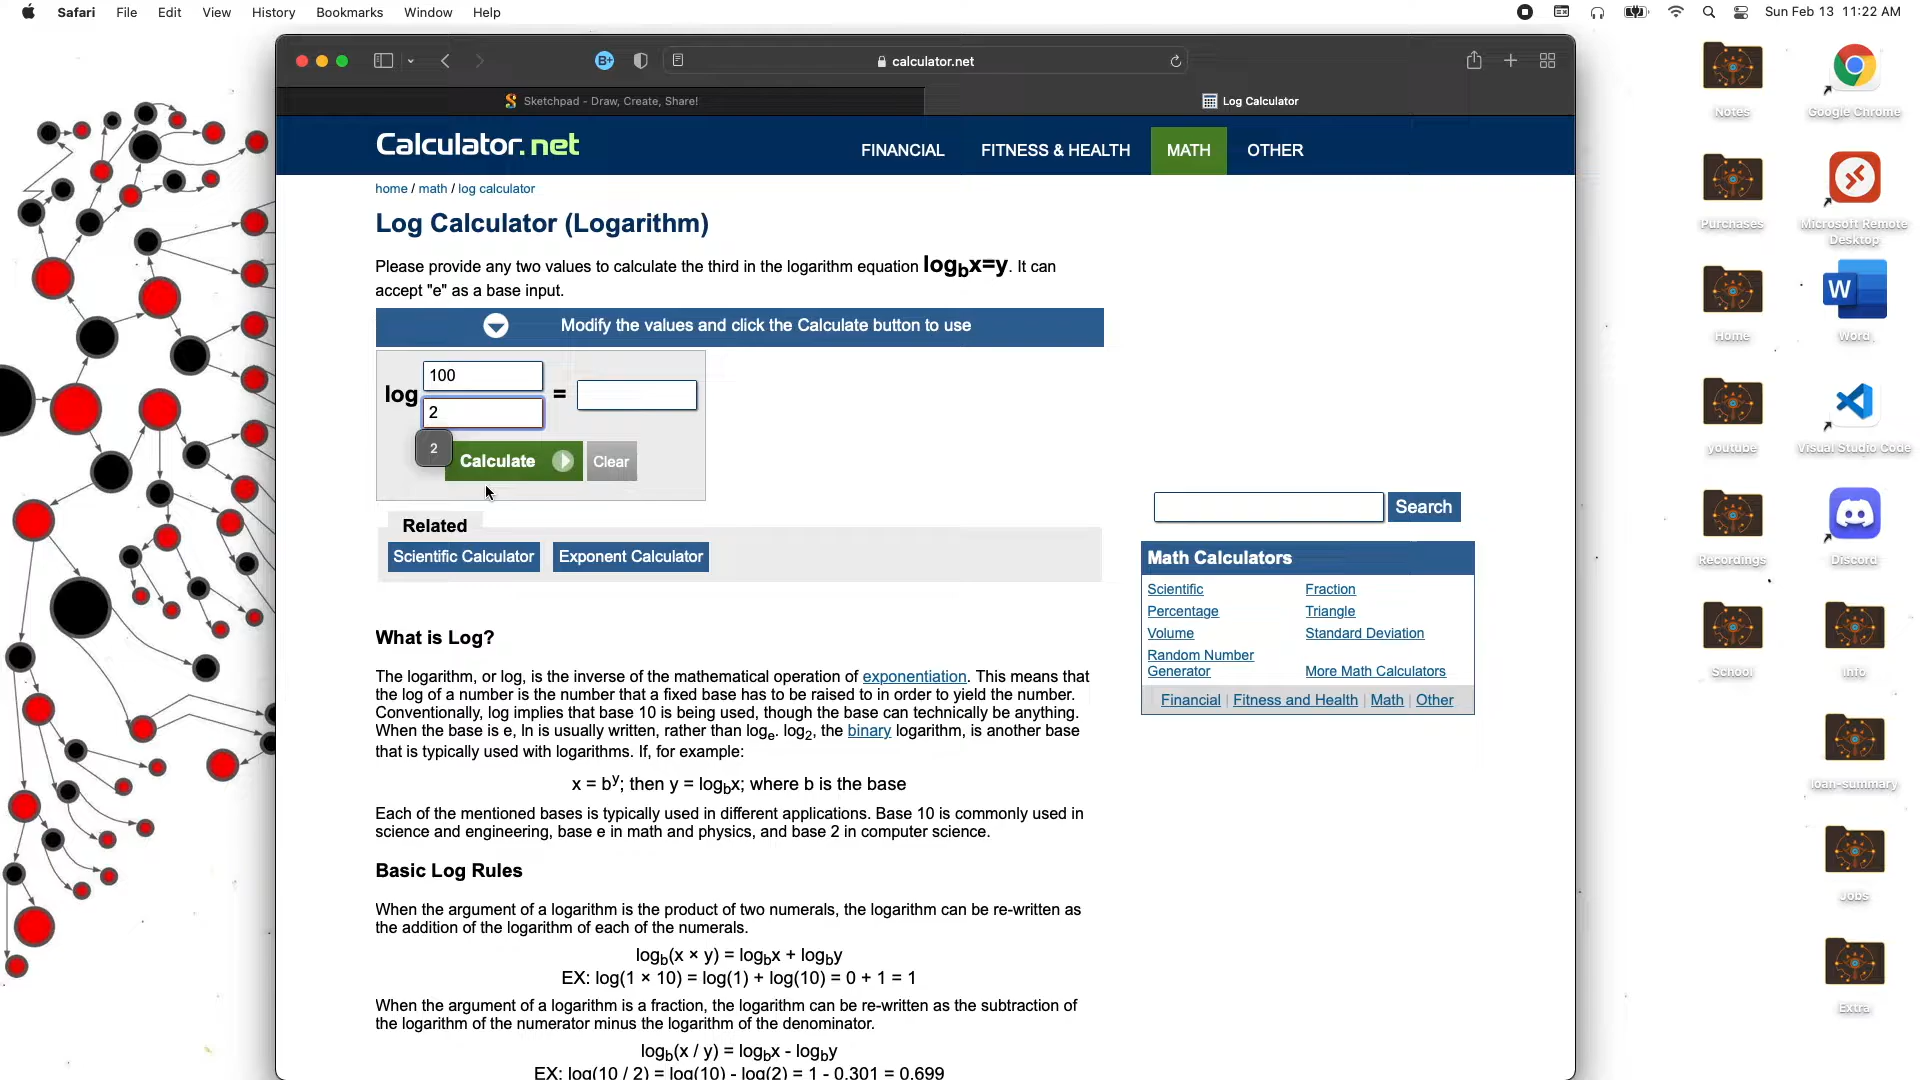 Safari File Edit View History Bookmarks Window Help
Sun Feb 13 11:22 AM
calculator.net
Sketchpad - Draw, Create, Share!
Log Calculator
Calculator.net
FINANCIAL FITNESS & HEALTH MATH OTHER
home / math / log calculator
Log Calculator (Logarithm)
Please provide any two values to calculate the third in the logarithm equation logbx=y. It can
accept "e" as a base input.
Modify the values and click the Calculate button to use
log
100
2
=
2
Calculate
Clear
Related
Scientific Calculator Exponent Calculator
What is Log?
The logarithm, or log, is the inverse of the mathematical operation of exponentiation. This means that
the log of a number is the number that a fixed base has to be raised to in order to yield the number.
Conventionally, log implies that base 10 is being used, though the base can technically be anything.
When the base is e, ln is usually written, rather than loge. log2, the binary logarithm, is another base
that is typically used with logarithms. If, for example:
x = b^y; then y = logbx; where b is the base
Each of the mentioned bases is typically used in different applications. Base 10 is commonly used in
science and engineering, base e in math and physics, and base 2 in computer science.
Basic Log Rules
When the argument of a logarithm is the product of two numerals, the logarithm can be re-written as
the addition of the logarithm of each of the numerals.
logb(x × y) = logbx + logby
EX: log(1 × 10) = log(1) + log(10) = 0 + 1 = 1
When the argument of a logarithm is a fraction, the logarithm can be re-written as the subtraction of
the logarithm of the numerator minus the logarithm of the denominator.
logb(x / y) = logbx - logby
EX: log(10 / 2) = log(10) - log(2) = 1 - 0.301 = 0.699
Search
Math Calculators
Scientific Fraction
Percentage Triangle
Volume Standard Deviation
Random Number
Generator More Math Calculators
Financial | Fitness and Health | Math | Other
Notes Google Chrome
Purchases Microsoft Remote
Desktop
W
Home Word
youtube Visual Studio Code
Recordings Discord
School Info
loan-summary
Jobs
Extra